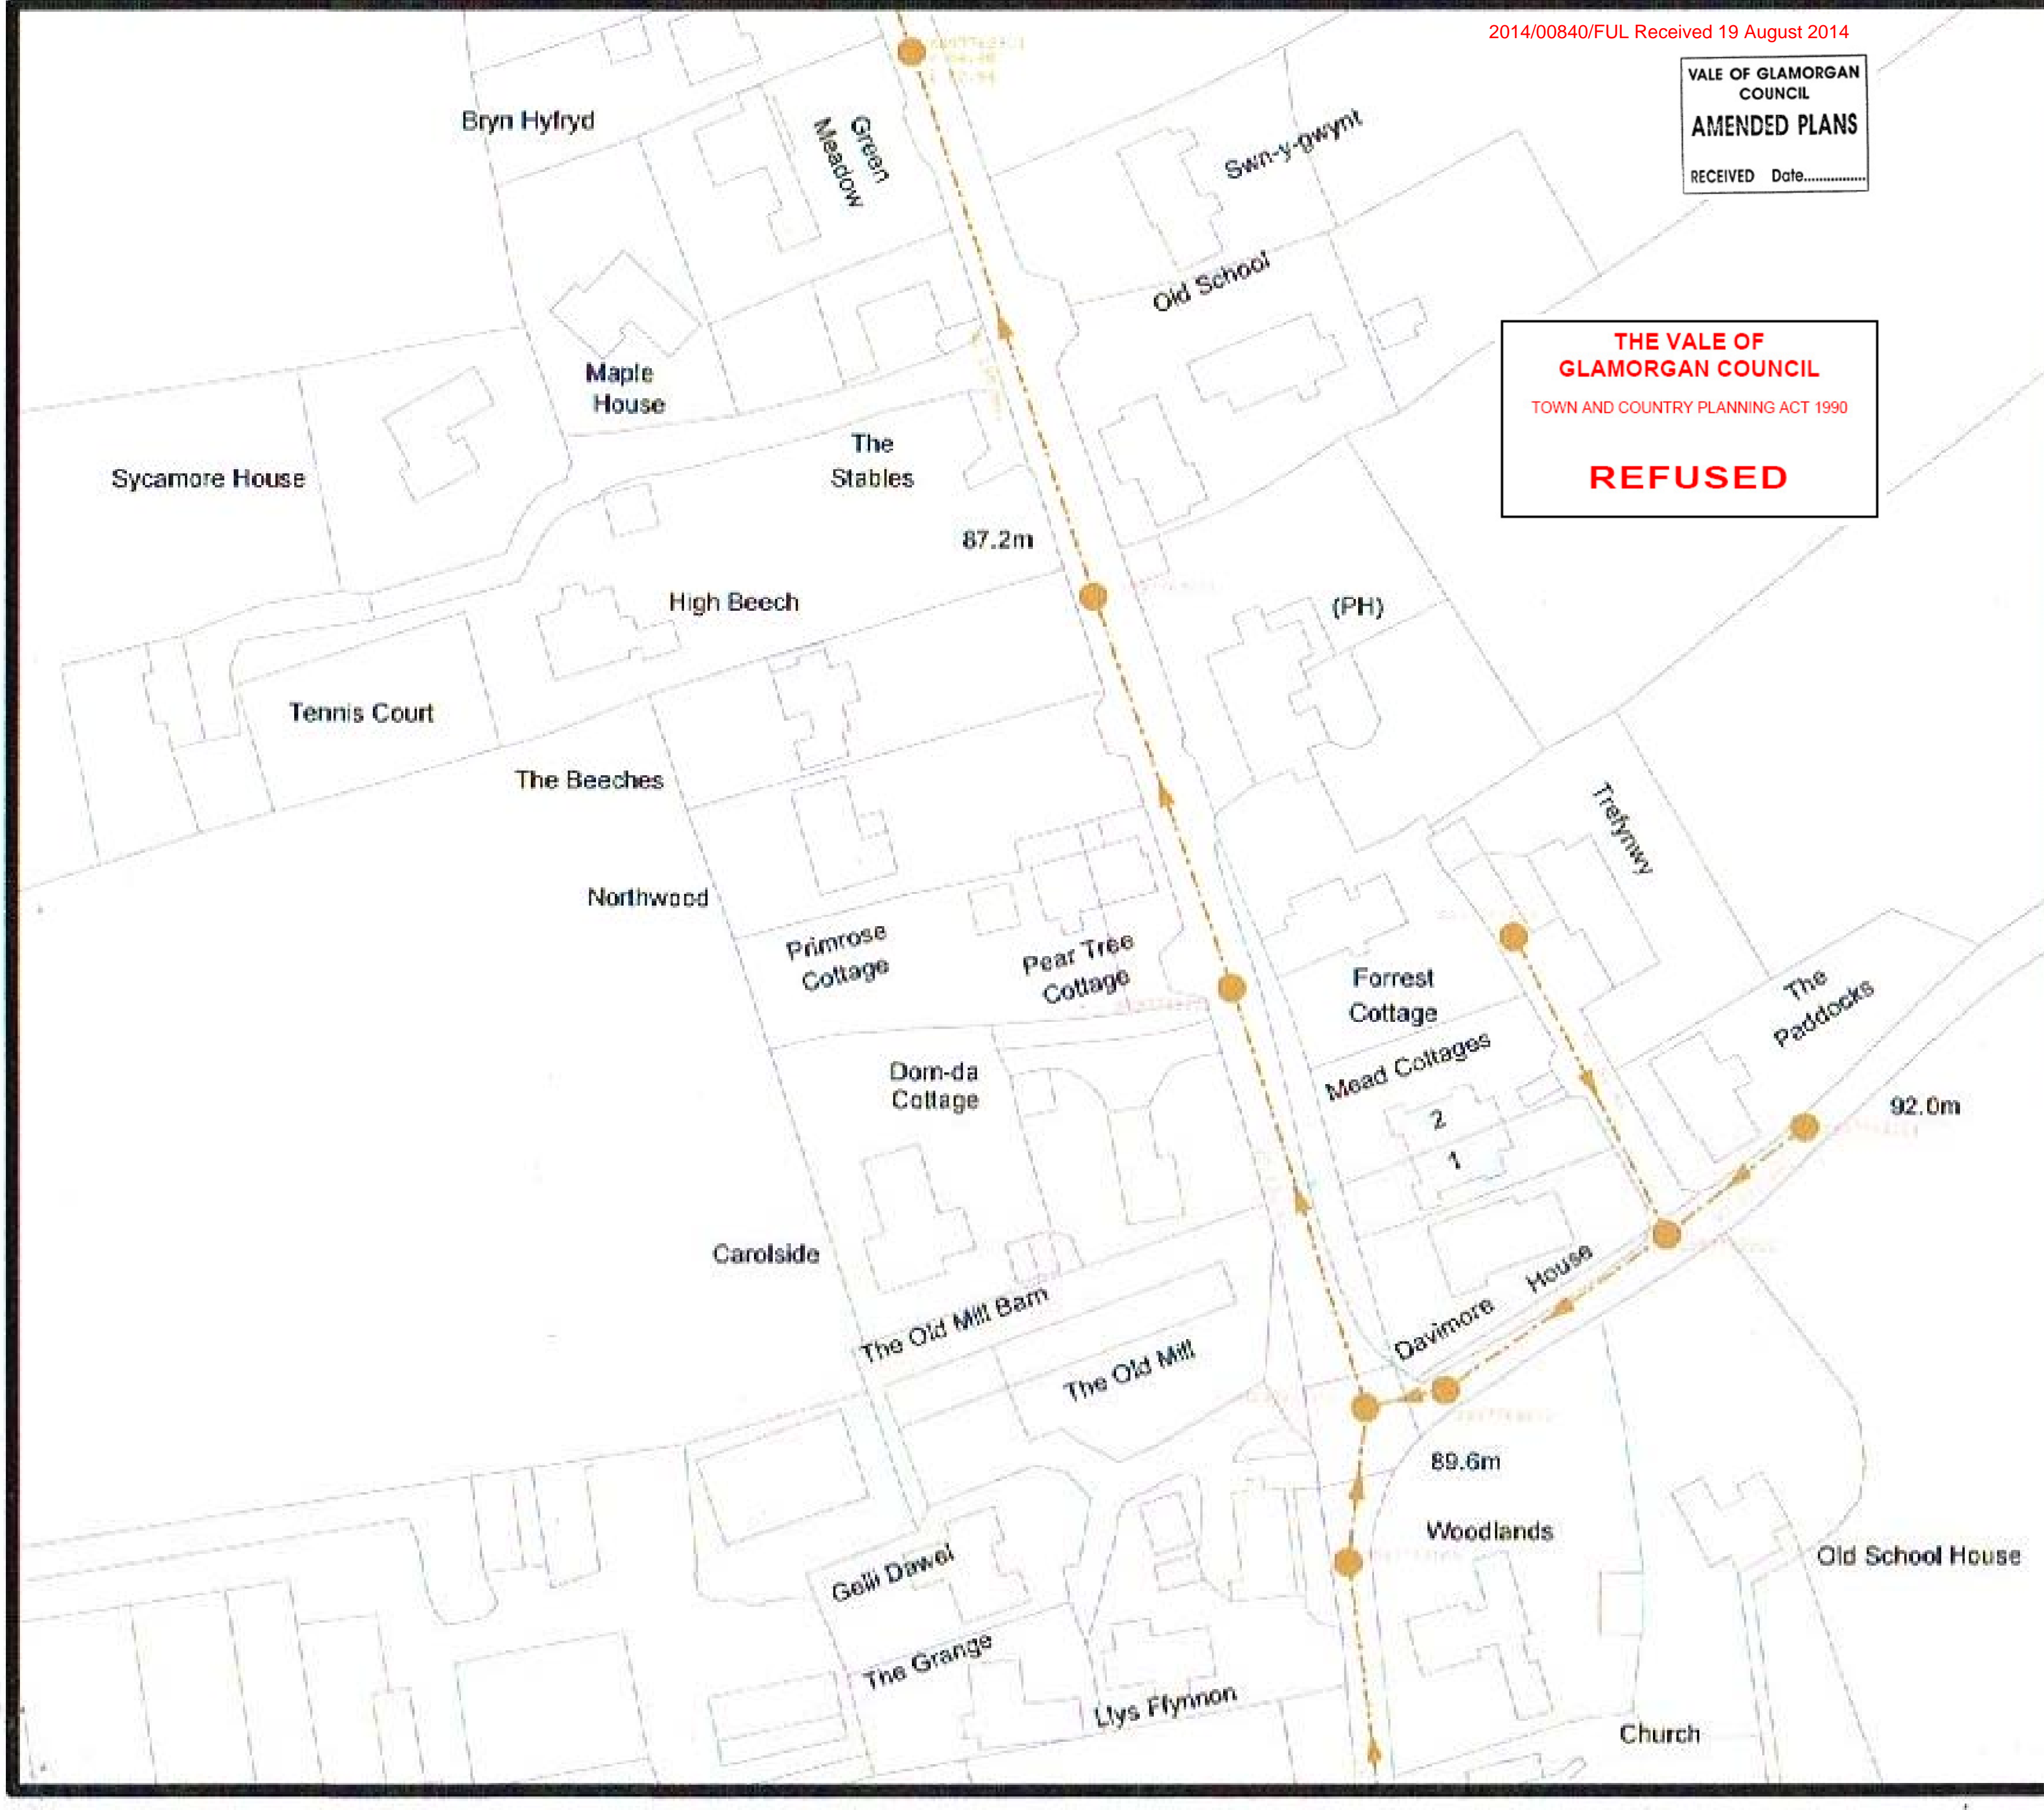 2014/00840/FUL Received 19 August 2014
VALE OF GLAMORGAN
COUNCIL
AMENDED PLANS
RECEIVED Date................
Bryn Hyfryd
Green
Meadow
Swn-y-gwynt
Old School
THE VALE OF
GLAMORGAN COUNCIL
TOWN AND COUNTRY PLANNING ACT 1990
REFUSED
Maple
House
The
Stables
Sycamore House
87.2m
High Beech
(PH)
Tennis Court
The Beeches
Trefynwy
Northwood
Primrose
Cottage
Pear Tree
Cottage
Forrest
Cottage
The
Paddocks
Mead Cottages
2
1
Dom-da
Cottage
92.0m
Carolside
Davimore House
The Old Mill Barn
The Old Mill
89.6m
Woodlands
Old School House
Gelli Dawel
The Grange
Llys Ffynnon
Church